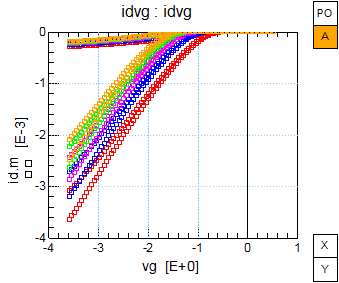 idvg : idvg
PO
A
0
-1
-2
-3
-4
id.m [E-3]
-4 -3 -2 -1 0 1
vg [E+0]
X
Y